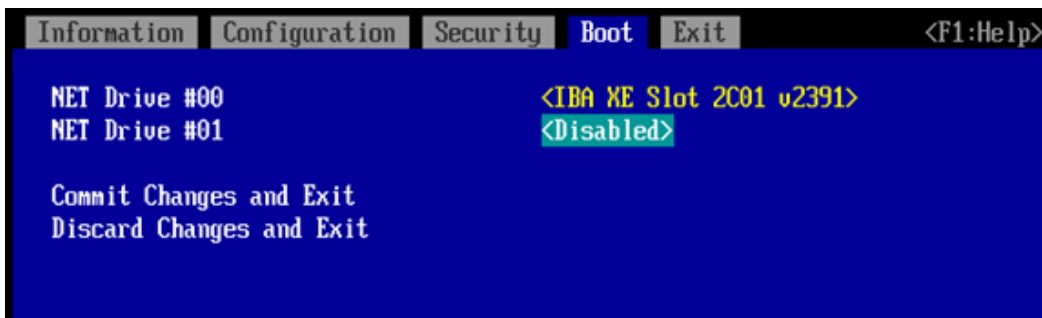 Information Configuration Security Boot Exit <F1:Help>
NET Drive #00 <IBA XE Slot 2C01 v2391>
NET Drive #01 <Disabled>
Commit Changes and Exit
Discard Changes and Exit